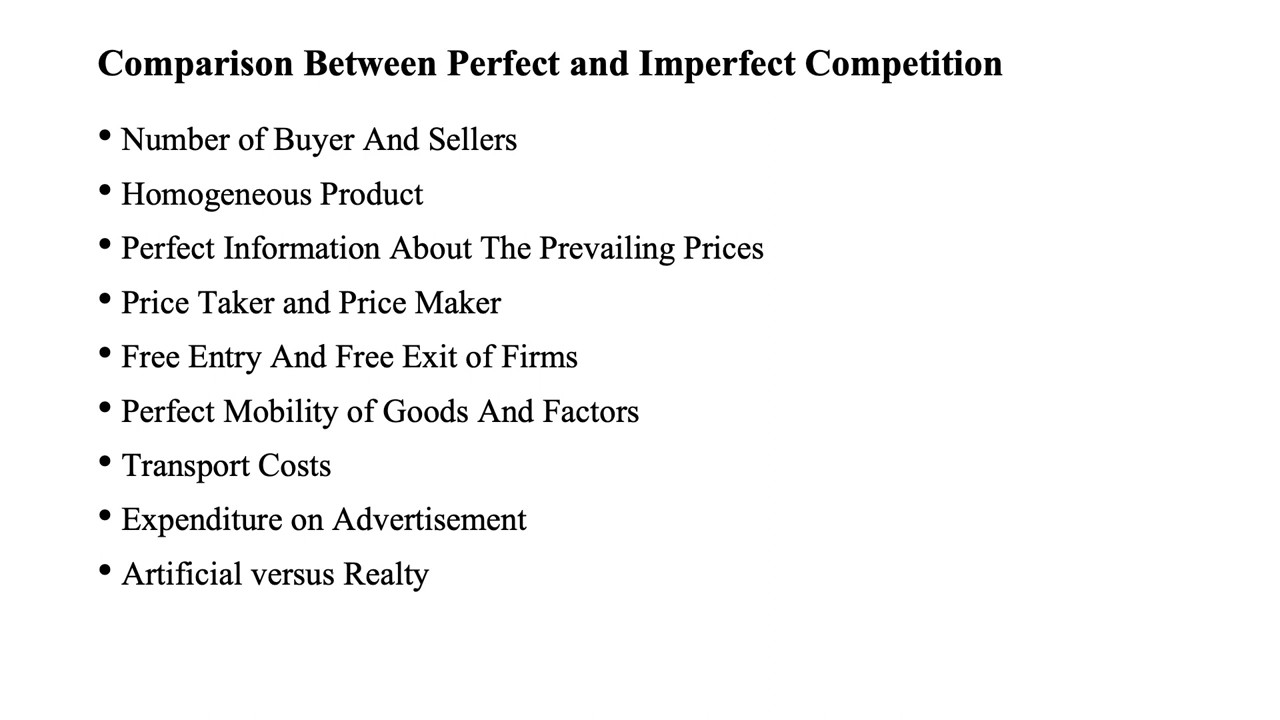 Comparison Between Perfect and Imperfect Competition
• Number of Buyer And Sellers
• Homogeneous Product
• Perfect Information About The Prevailing Prices
• Price Taker and Price Maker
• Free Entry And Free Exit of Firms
• Perfect Mobility of Goods And Factors
• Transport Costs
• Expenditure on Advertisement
• Artificial versus Realty